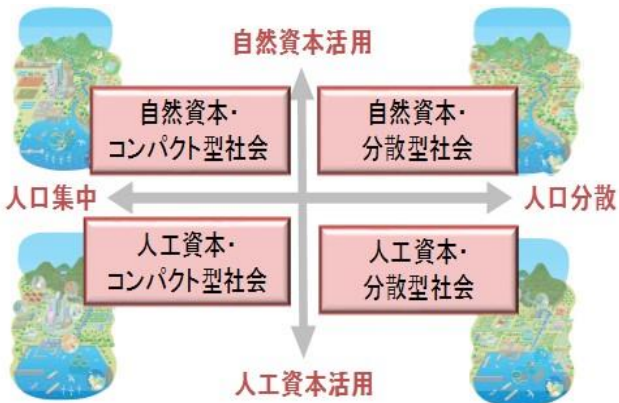 自然資本活用
自然資本・
コンパクト型社会
自然資本・
分散型社会
人口集中
人口分散
人工資本・
コンパクト型社会
人工資本・
分散型社会
人工資本活用